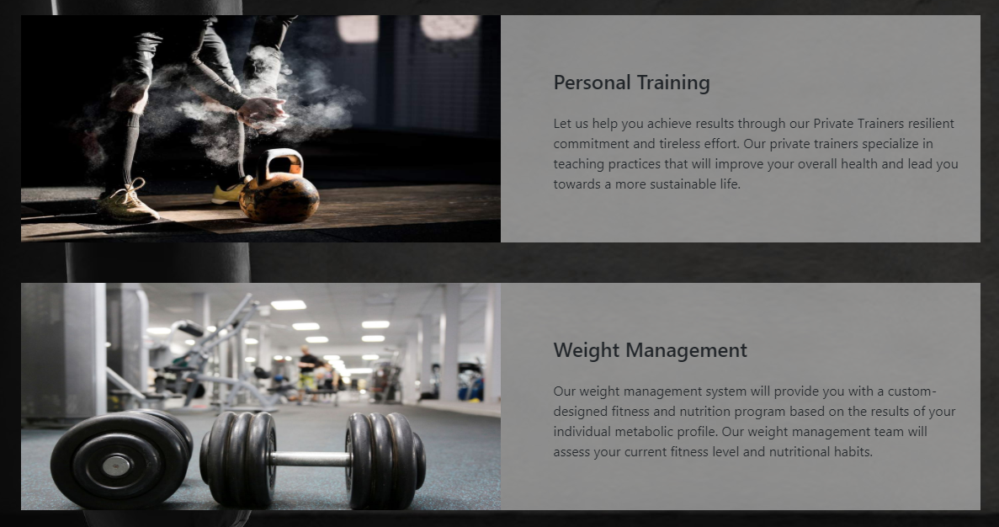 Personal Training
Let us help you achieve results through our Private Trainers resilient
commitment and tireless effort. Our private trainers specialize in
teaching practices that will improve your overall health and lead you
towards a more sustainable life.
Weight Management
Our weight management system will provide you with a custom-
designed fitness and nutrition program based on the results of your
individual metabolic profile. Our weight management team will
assess your current fitness level and nutritional habits.